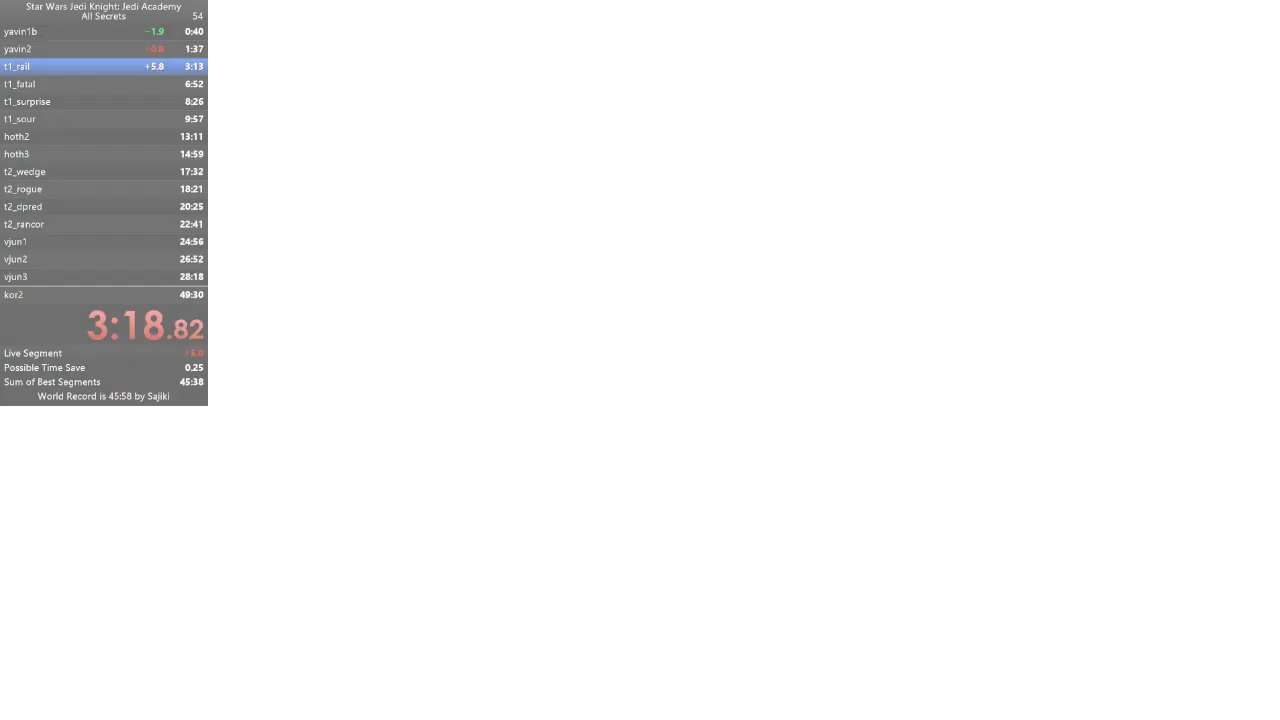 Star Wars Jedi Knight: Jedi Academy
All Secrets 54
yavin1b −1.9 0:40
yavin2 +0.8 1:37
t1_rail +5.8 3:13
t1_fatal 6:52
t1_surprise 8:26
t1_sour 9:57
hoth2 13:11
hoth3 14:59
t2_wedge 17:32
t2_rogue 18:21
t2_dpred 20:25
t2_rancor 22:41
vjun1 24:56
vjun2 26:52
vjun3 28:18
kor2 49:30
3:18.82
Live Segment
Possible Time Save 0.25
Sum of Best Segments 45:38
World Record is 45:58 by Sajiki